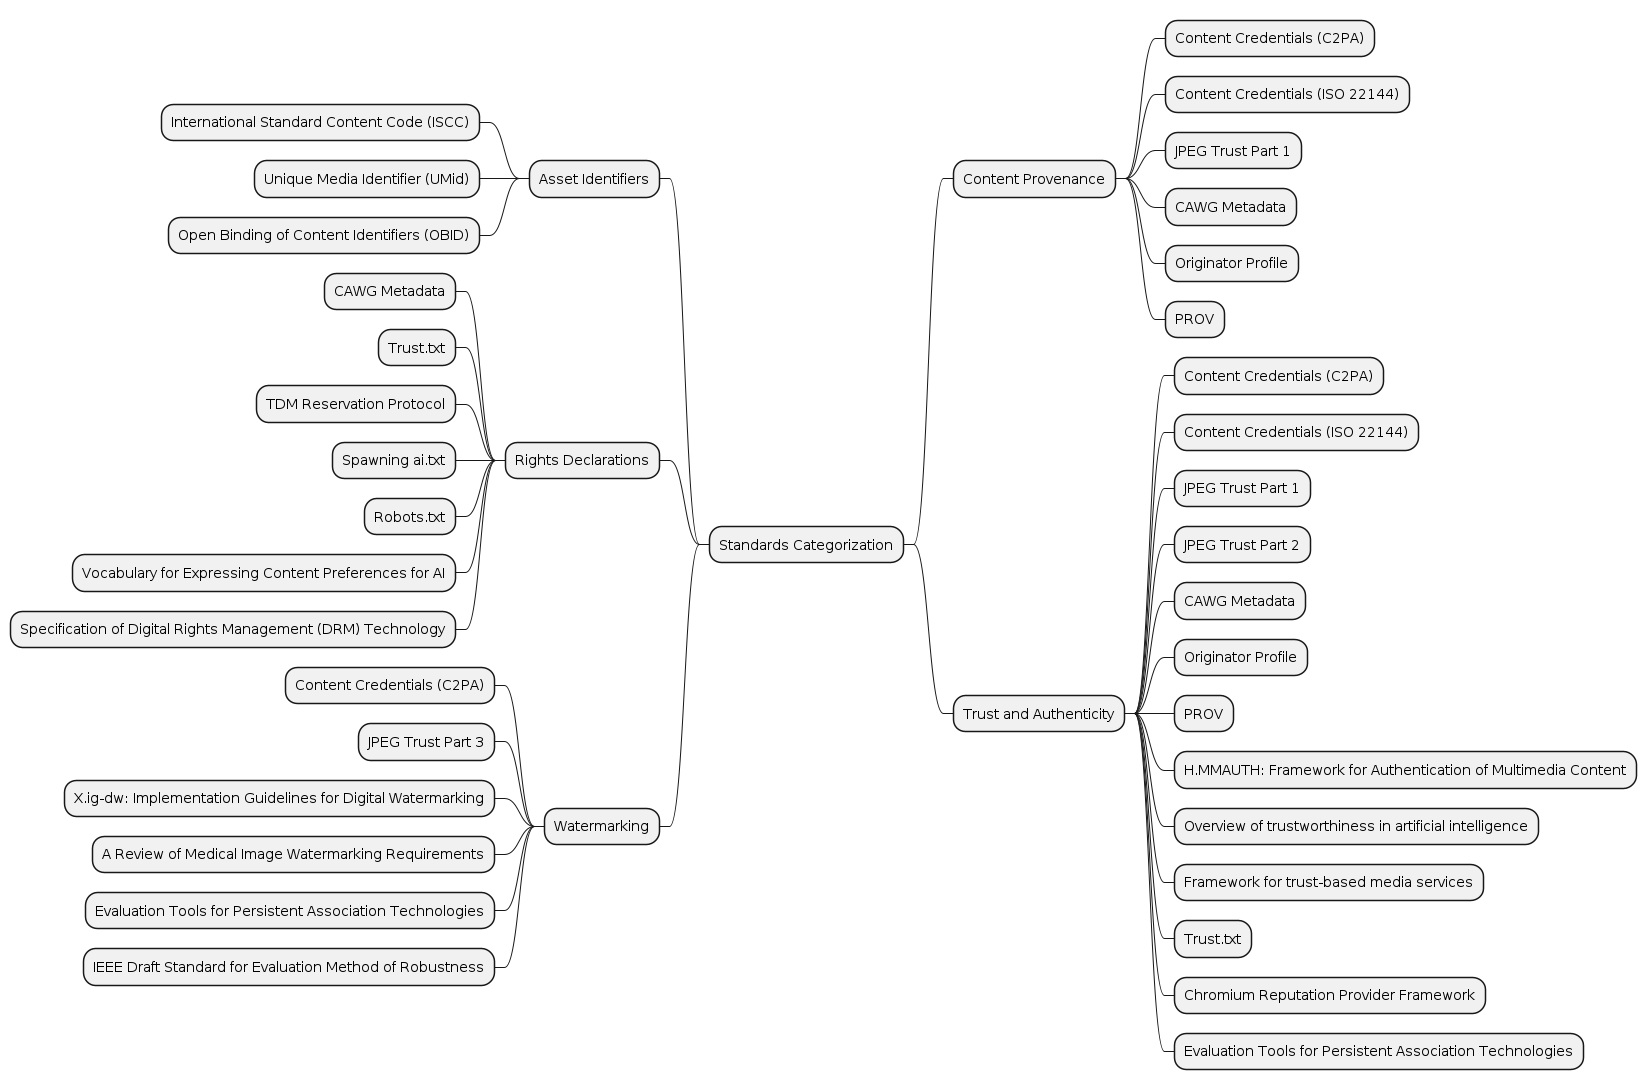 Standards Categorization
Content Provenance
Content Credentials (C2PA)
Content Credentials (ISO 22144)
JPEG Trust Part 1
CAWG Metadata
Originator Profile
PROV
Trust and Authenticity
Content Credentials (C2PA)
Content Credentials (ISO 22144)
JPEG Trust Part 1
JPEG Trust Part 2
CAWG Metadata
Originator Profile
PROV
H.MMAUTH: Framework for Authentication of Multimedia Content
Overview of trustworthiness in artificial intelligence
Framework for trust-based media services
Trust.txt
Chromium Reputation Provider Framework
Evaluation Tools for Persistent Association Technologies
Asset Identifiers
International Standard Content Code (ISCC)
Unique Media Identifier (UMid)
Open Binding of Content Identifiers (OBID)
Rights Declarations
CAWG Metadata
Trust.txt
TDM Reservation Protocol
Spawning ai.txt
Robots.txt
Vocabulary for Expressing Content Preferences for AI
Specification of Digital Rights Management (DRM) Technology
Watermarking
Content Credentials (C2PA)
JPEG Trust Part 3
X.ig-dw: Implementation Guidelines for Digital Watermarking
A Review of Medical Image Watermarking Requirements
Evaluation Tools for Persistent Association Technologies
IEEE Draft Standard for Evaluation Method of Robustness